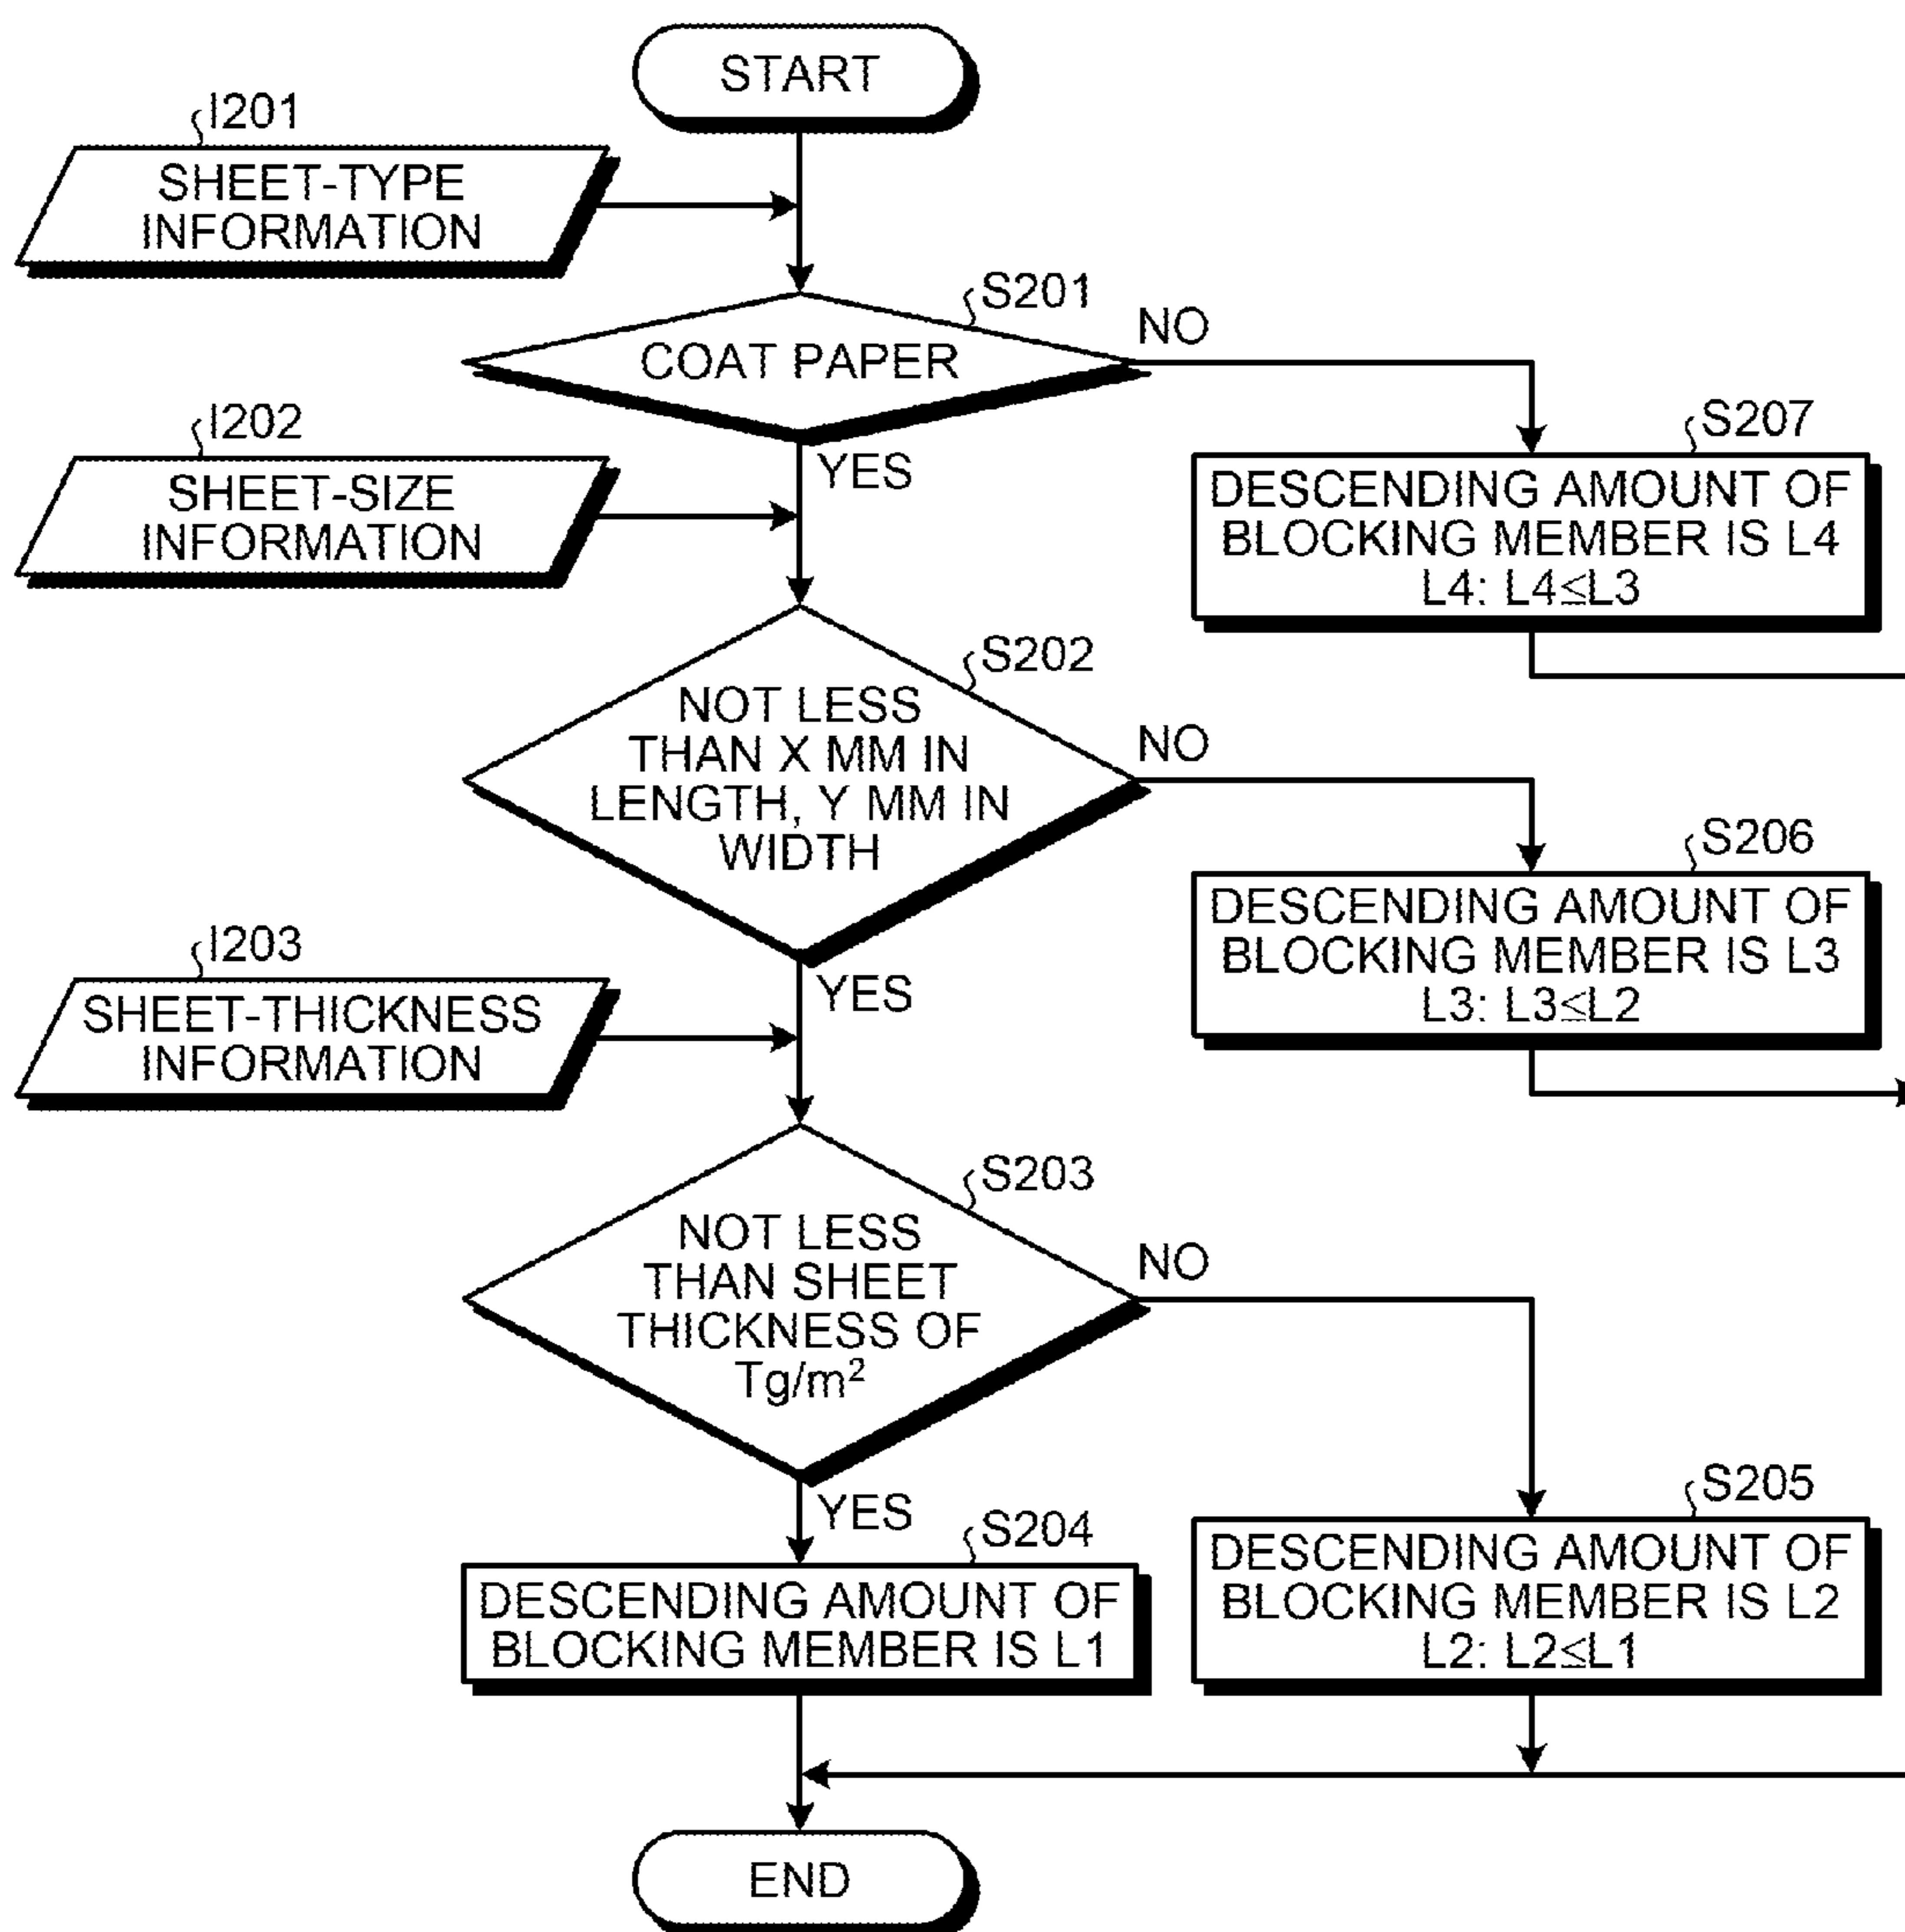 START
I201
SHEET-TYPE
INFORMATION
S201
COAT PAPER
NO
YES
I202
SHEET-SIZE
INFORMATION
S207
DESCENDING AMOUNT OF
BLOCKING MEMBER IS L4
L4: L4≦L3
S202
NOT LESS
THAN X MM IN
LENGTH, Y MM IN
WIDTH
NO
YES
S206
DESCENDING AMOUNT OF
BLOCKING MEMBER IS L3
L3: L3≦L2
I203
SHEET-THICKNESS
INFORMATION
S203
NOT LESS
THAN SHEET
THICKNESS OF
Tg/m²
NO
YES
S204
DESCENDING AMOUNT OF
BLOCKING MEMBER IS L1
S205
DESCENDING AMOUNT OF
BLOCKING MEMBER IS L2
L2: L2≦L1
END